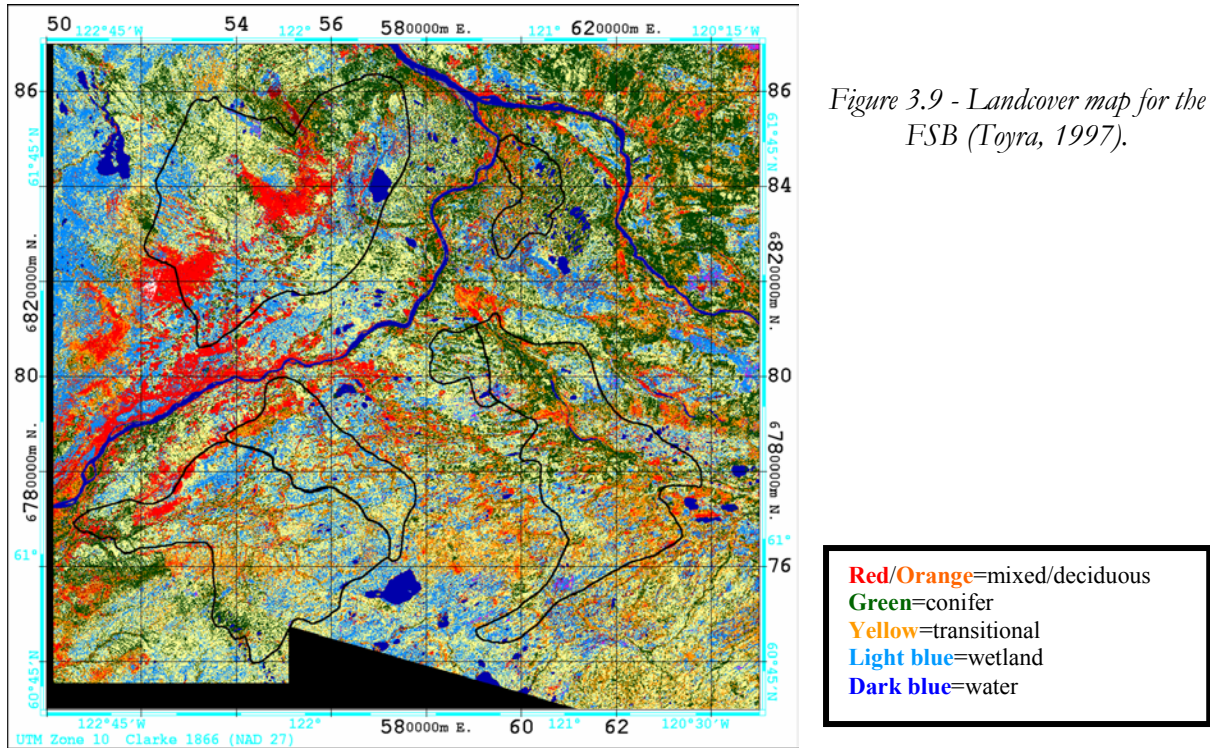 50 122°45'W 54 122° 56 580000m E. 121° 620000m E. 120°15'W
86
61°45'N
84
6820000m N.
80
6780000m N.
61°
76
60°45'N
86
61°45'N
84
6820000m N.
80
6780000m N.
61°
76
60°45'N
122°45'W 122° 580000m E. 60 121° 62 120°30'W
UTM Zone 10 Clarke 1866 (NAD 27)
Figure 3.9 - Landcover map for the
FSB (Toyra, 1997).
Red/Orange=mixed/deciduous
Green=conifer
Yellow=transitional
Light blue=wetland
Dark blue=water